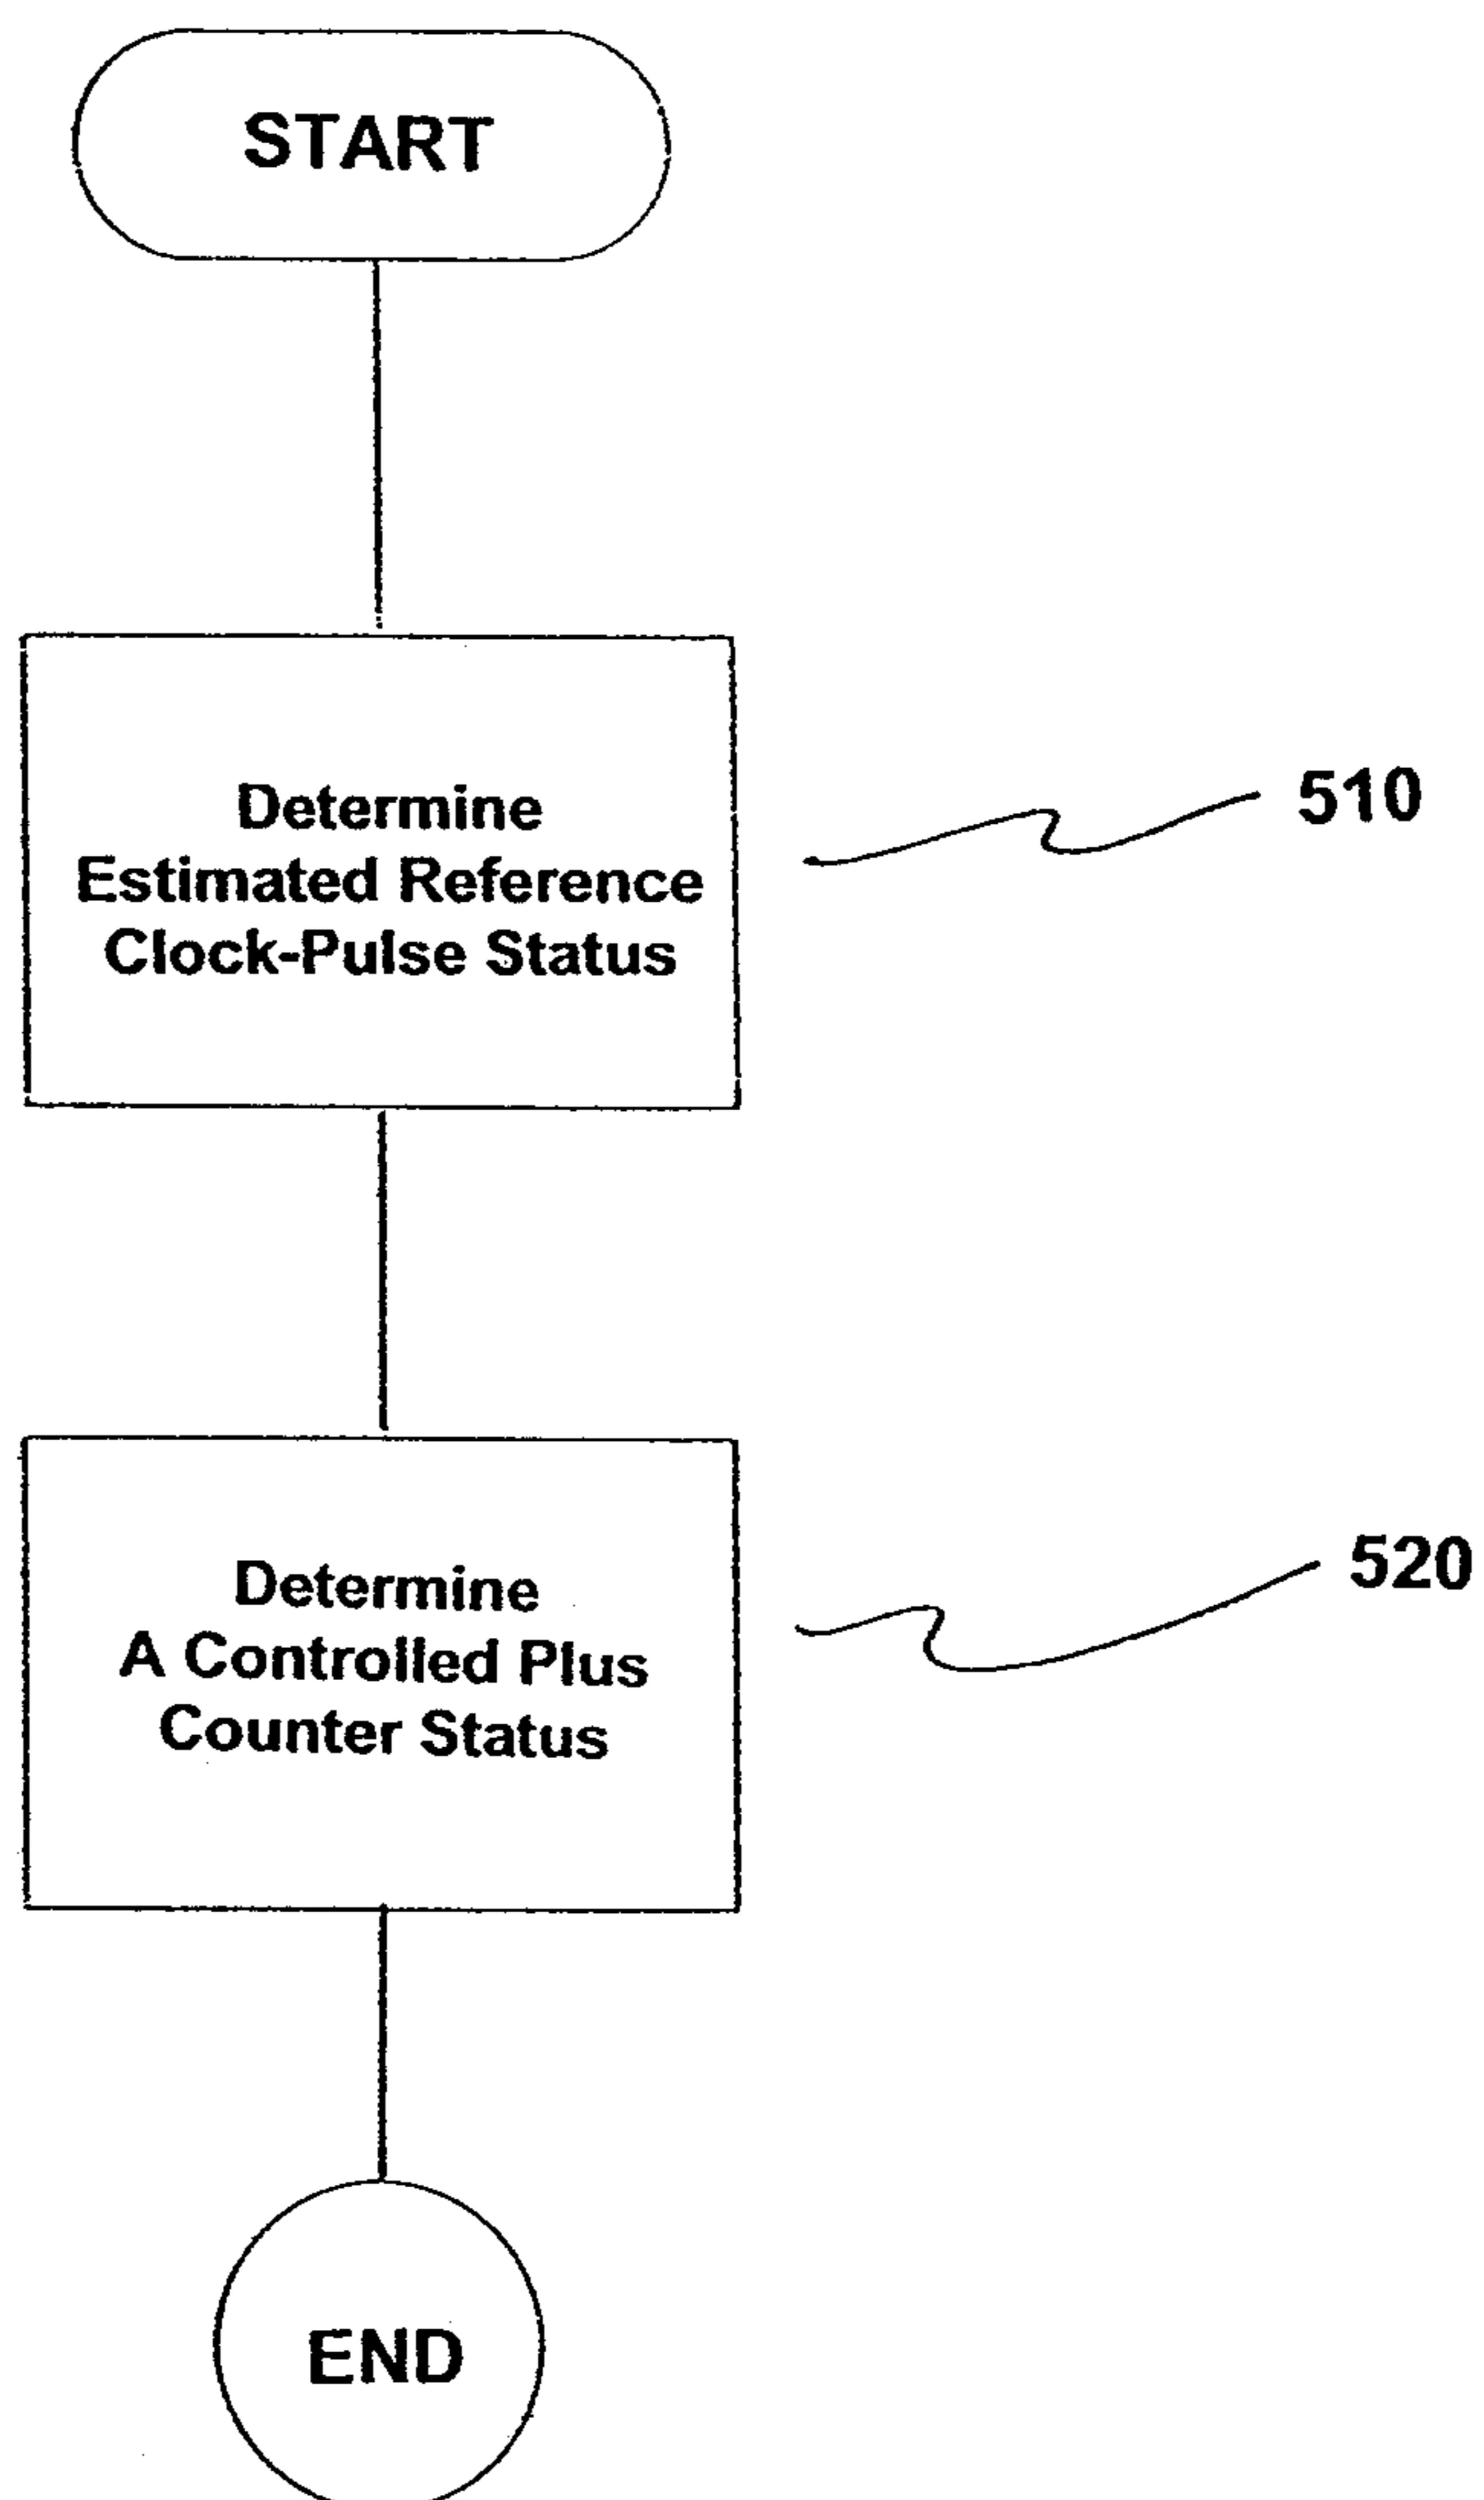 START
Determine
Estimated Reference
Clock-Pulse Status
510
Determine
A Controlled Plus
Counter Status
520
END